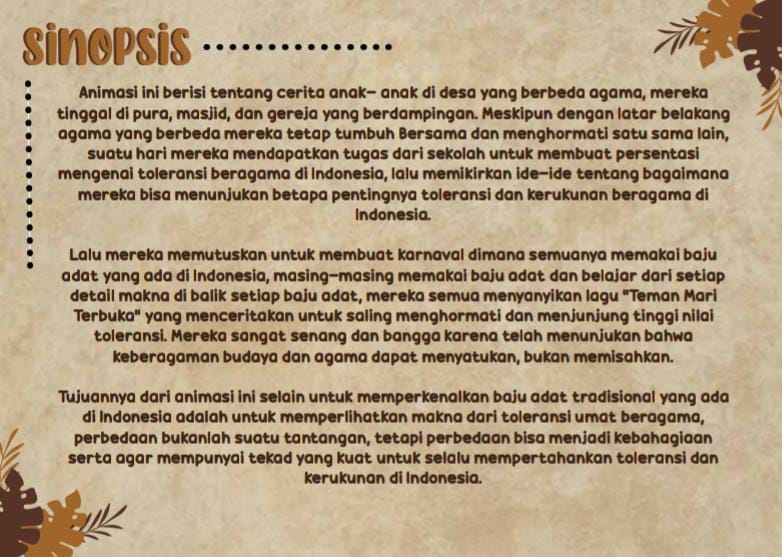 sinopsis
Animasi ini berisi tentang cerita anak- anak di desa yang berbeda agama, mereka
tinggal di pura, masjid, dan gereja yang berdampingan. Meskipun dengan latar belakang
agama yang berbeda mereka tetap tumbuh Bersama dan menghormati satu sama lain,
suatu hari mereka mendapatkan tugas dari sekolah untuk membuat persentasi
mengenai toleransi beragama di Indonesia, lalu memikirkan ide-ide tentang bagaimana
mereka bisa menunjukan betapa pentingnya toleransi dan kerukunan beragama di
Indonesia.
Lalu mereka memutuskan untuk membuat karnaval dimana semuanya memakai baju
adat yang ada di Indonesia, masing-masing memakai baju adat dan belajar dari setiap
detail makna di balik setiap baju adat, mereka semua menyanyikan lagu "Teman Mari
Terbuka" yang menceritakan untuk saling menghormati dan menjunjung tinggi nilai
toleransi. Mereka sangat senang dan bangga karena telah menunjukan bahwa
keberagaman budaya dan agama dapat menyatukan, bukan memisahkan.
Tujuannya dari animasi ini selain untuk memperkenalkan baju adat tradisional yang ada
di Indonesia adalah untuk memperlihatkan makna dari toleransi umat beragama,
perbedaan bukanlah suatu tantangan, tetapi perbedaan bisa menjadi kebahagiaan
serta agar mempunyai tekad yang kuat untuk selalu mempertahankan toleransi dan
kerukunan di Indonesia.